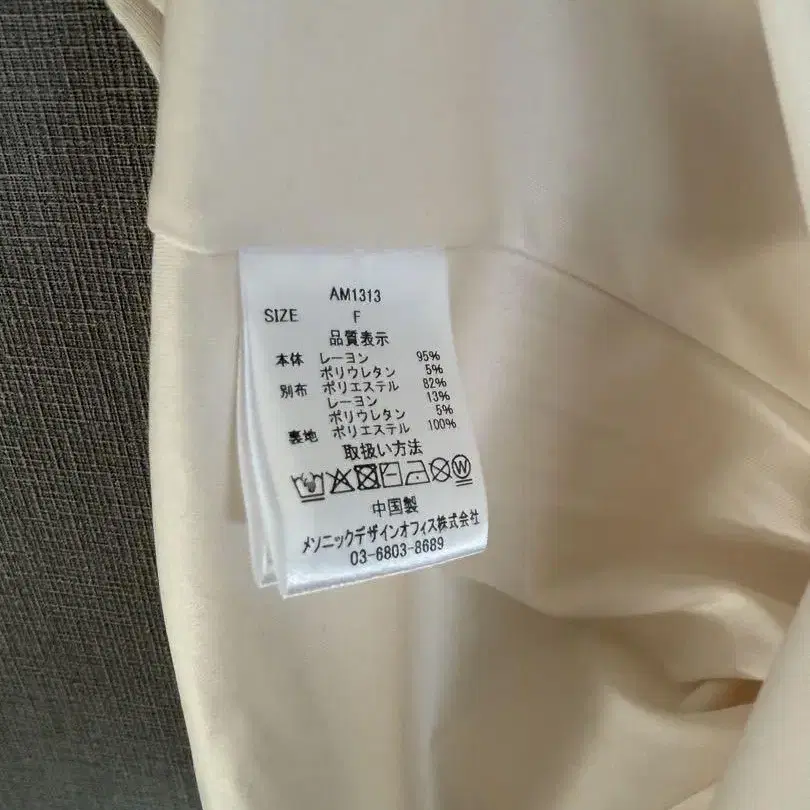 AM1313
SIZE F
品質表示
本体 レーヨン 95%
ポリウレタン 5%
別布 ポリエステル 82%
レーヨン 13%
ポリウレタン 5%
裏地 ポリエステル 100%
取扱い方法
W
中国製
メソニックデザインオフィス株式会社
03-6803-8689